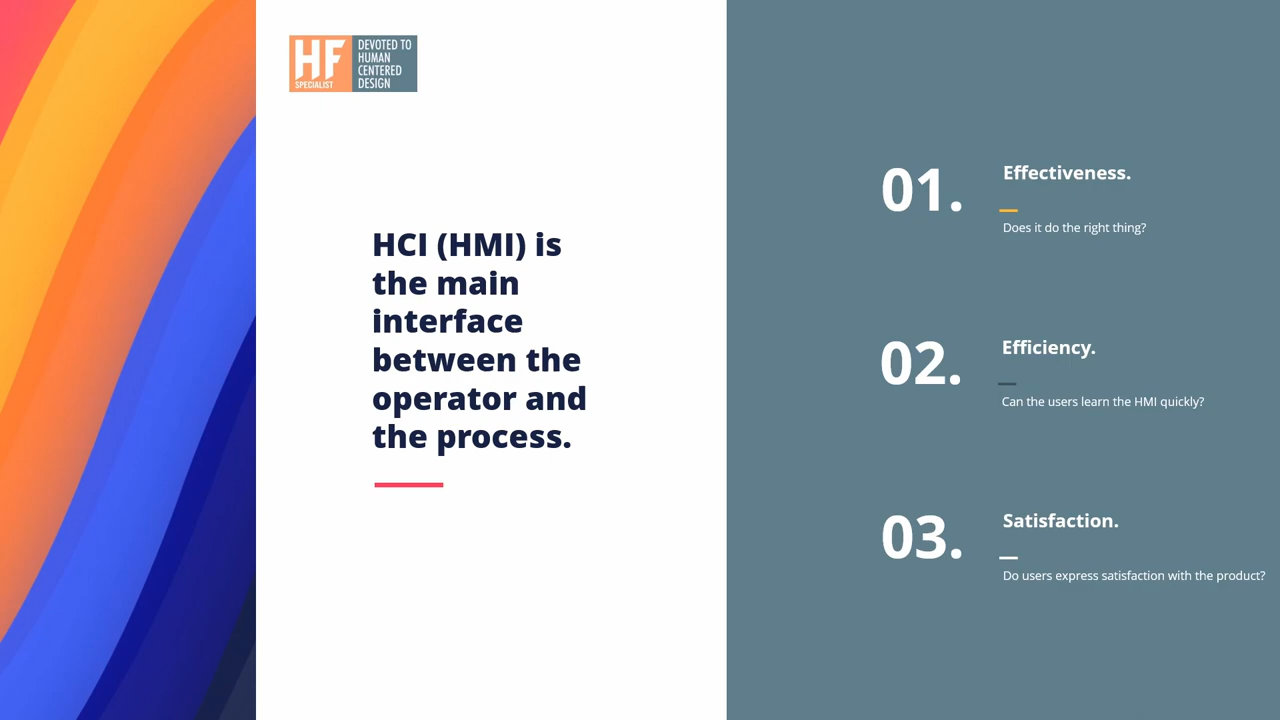 HF
SPECIALIST
DEVOTED TO
HUMAN
CENTERED
DESIGN
HCI (HMI) is
the main
interface
between the
operator and
the process.
01.
Effectiveness.
Does it do the right thing?
02.
Efficiency.
Can the users learn the HMI quickly?
03.
Satisfaction.
Do users express satisfaction with the product?